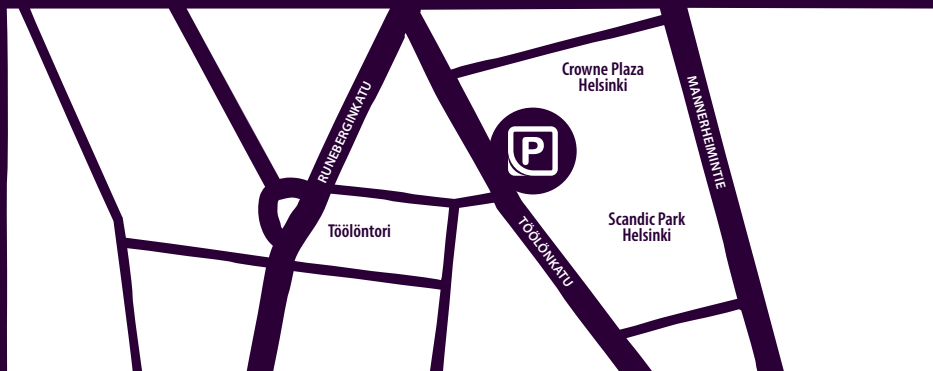 Crowne Plaza
Helsinki
MANNERHEIMINTIE
RUNEBERGINKATU
P
Töölöntori
TÖÖLÖNKATU
Scandic Park
Helsinki